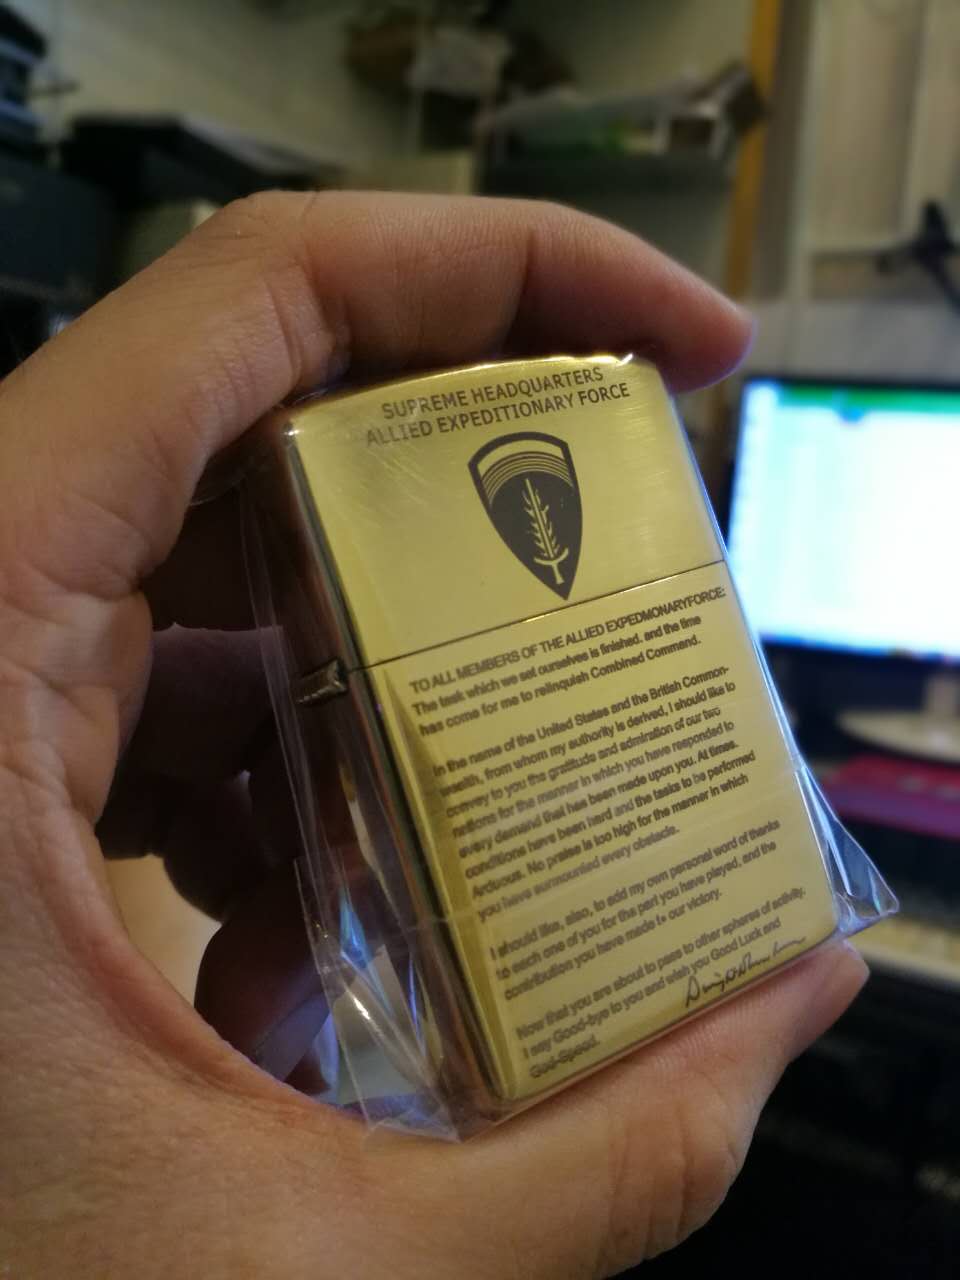 SUPREME HEADQUARTERS
ALLIED EXPEDITIONARY FORCE
TO ALL MEMBERS OF THE ALLIED EXPEDMONARYFORCE:
The task which we set ourselves is finished, and the time
has come for me to relinquish Combined Command.
In the name of the United States and the British Common-
wealth, from whom my authority is derived, I should like to
convey to you the gratitude and admiration of our two
nations for the manner in which you have responded to
every demand that has been made upon you. At times,
conditions have been hard and the tasks to be performed
Arduous. No praise is too high for the manner in which
you have surmounted every obstacle.
I should like, also, to add my own personal word of thanks
to each one of you for the part you have played, and the
contribution you have made t• our victory.
Now that you are about to pass to other spheres of activity,
I say Good-bye to you and wish you Good Luck and
God-Speed.